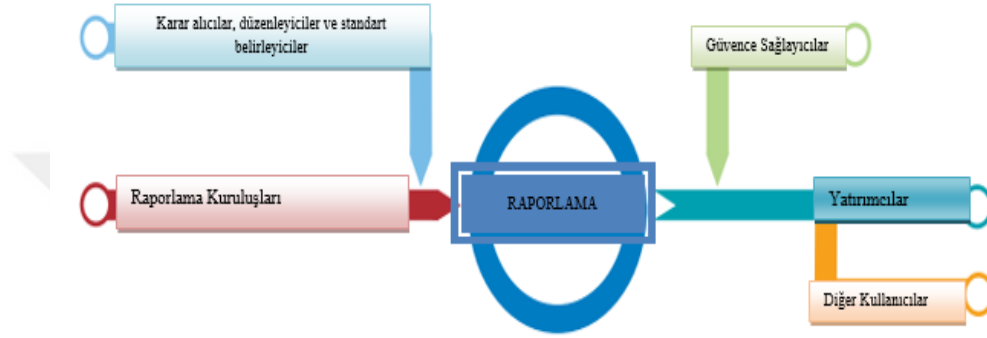 Karar alıcılar, düzenleyiciler ve standart
belirleyiciler
Güvence Sağlayıcılar
Raporlama Kuruluşları
RAPORLAMA
Yatırımcılar
Diğer Kullanıcılar